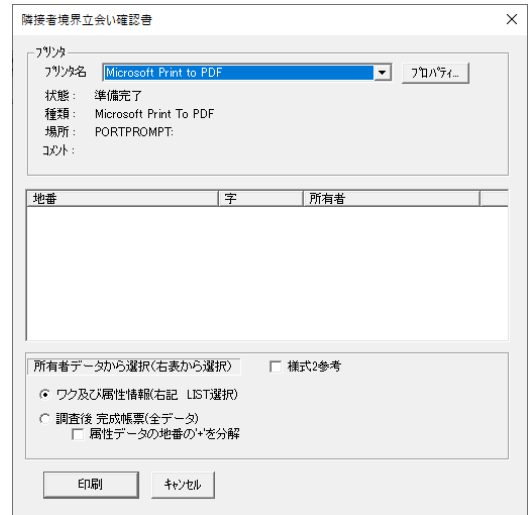 隣接者境界立会い確認書
プリンタ
プリンタ名 Microsoft Print to PDF プロパティ...
状態： 準備完了
種類： Microsoft Print To PDF
場所： PORTPROMPT:
コメント：
地番 字 所有者
所有者データから選択(右表から選択) 様式2参考
ワク及び属性情報(右記 LIST選択)
調査後 完成帳票(全データ)
属性データの地番の'+'を分解
印刷 キャンセル